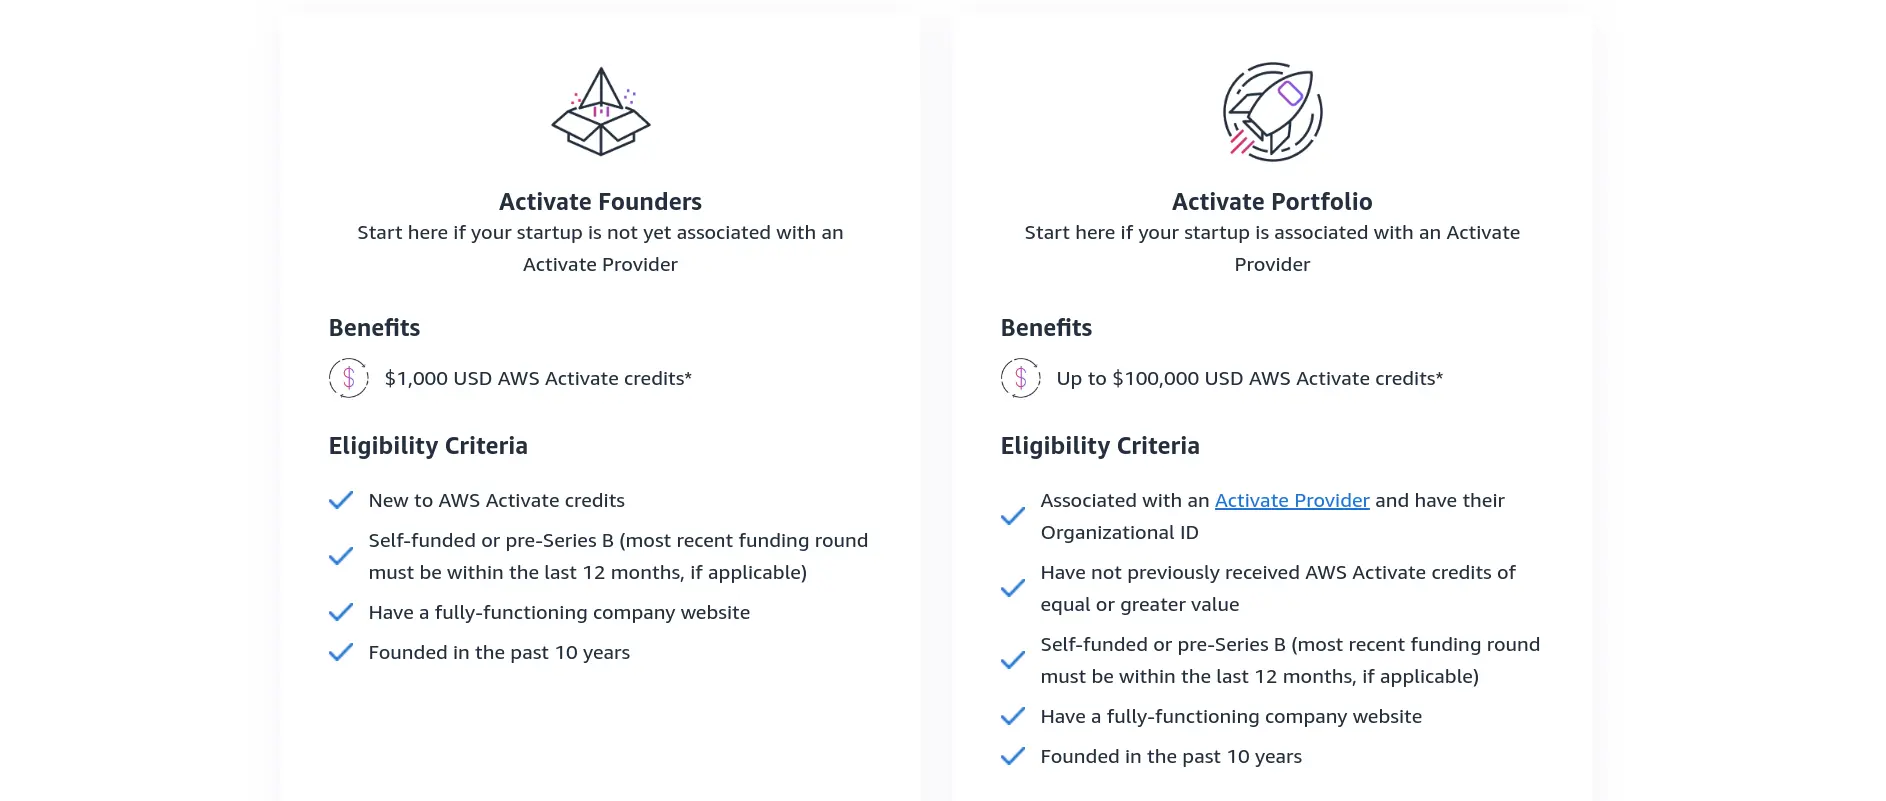 Activate Founders
Start here if your startup is not yet associated with an
Activate Provider
Benefits
$1,000 USD AWS Activate credits*
Eligibility Criteria
New to AWS Activate credits
Self-funded or pre-Series B (most recent funding round
must be within the last 12 months, if applicable)
Have a fully-functioning company website
Founded in the past 10 years
Activate Portfolio
Start here if your startup is associated with an Activate
Provider
Benefits
Up to $100,000 USD AWS Activate credits*
Eligibility Criteria
Associated with an Activate Provider and have their
Organizational ID
Have not previously received AWS Activate credits of
equal or greater value
Self-funded or pre-Series B (most recent funding round
must be within the last 12 months, if applicable)
Have a fully-functioning company website
Founded in the past 10 years